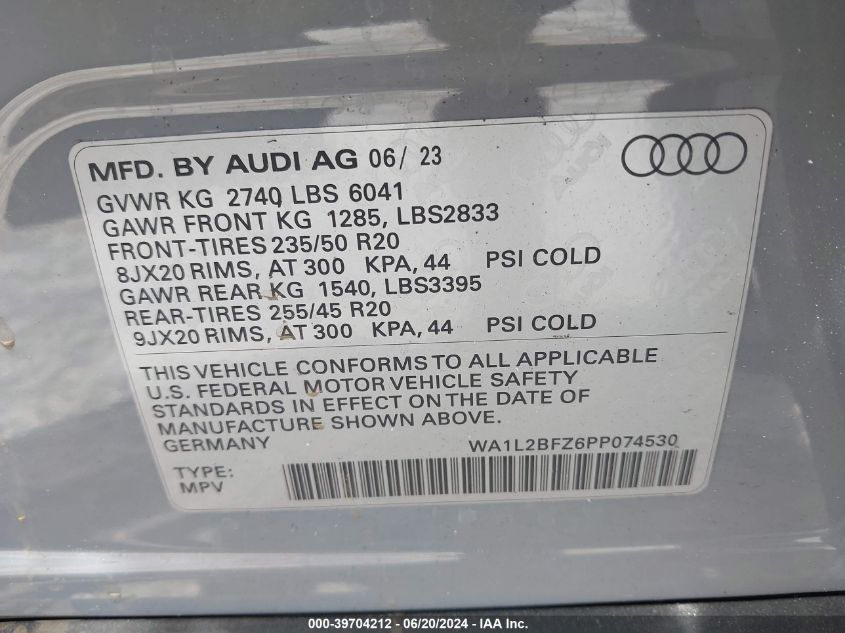 MFD. BY AUDI AG 06/ 23
GVWR KG 2740 LBS 6041
GAWR FRONT KG 1285, LBS2833
FRONT-TIRES 235/50 R20
8JX20 RIMS, AT 300 KPA, 44 PSI COLD
GAWR REAR KG 1540, LBS3395
REAR-TIRES 255/45 R20
9JX20 RIMS, AT 300 KPA, 44 PSI COLD
THIS VEHICLE CONFORMS TO ALL APPLICABLE
U.S. FEDERAL MOTOR VEHICLE SAFETY
STANDARDS IN EFFECT ON THE DATE OF
MANUFACTURE SHOWN ABOVE.
GERMANY WA1L2BFZ6PP074530
TYPE:
MPV
000-39704212 - 06/20/2024 - IAA Inc.